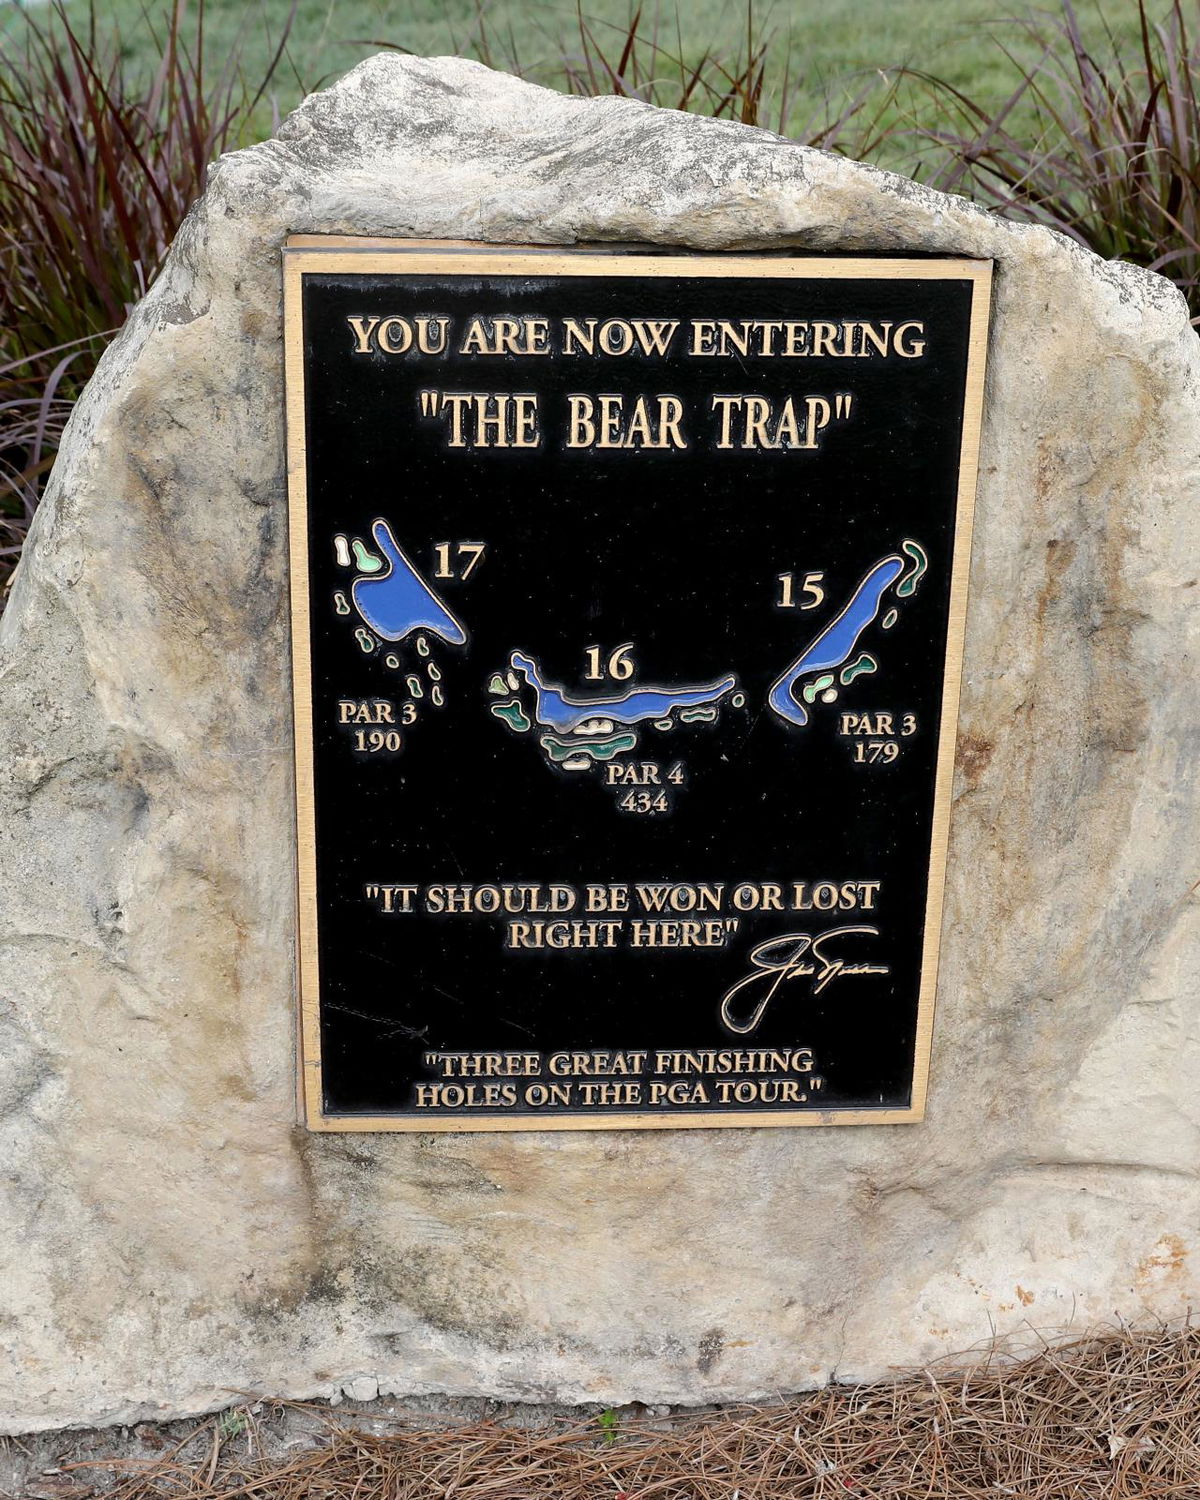 YOU ARE NOW ENTERING
"THE BEAR TRAP"
17
15
16
PAR 3
190
PAR 3
179
PAR 4
434
"IT SHOULD BE WON OR LOST
RIGHT HERE"
"THREE GREAT FINISHING
HOLES ON THE PGA TOUR."